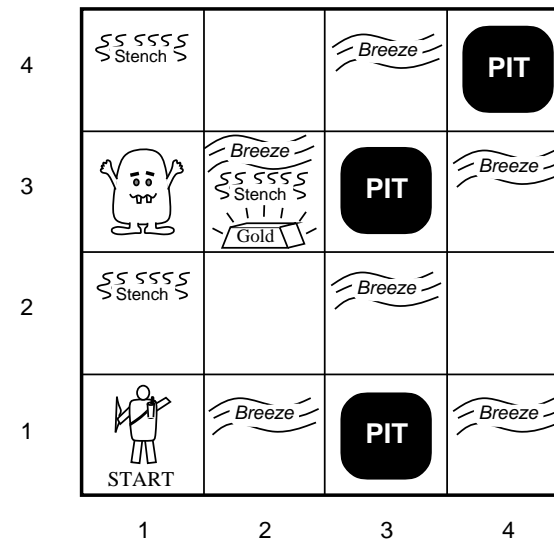 4
Stench
Breeze
PIT
3
Breeze
Stench
Gold
PIT
Breeze
2
Stench
Breeze
1
START
Breeze
PIT
Breeze
1 2 3 4